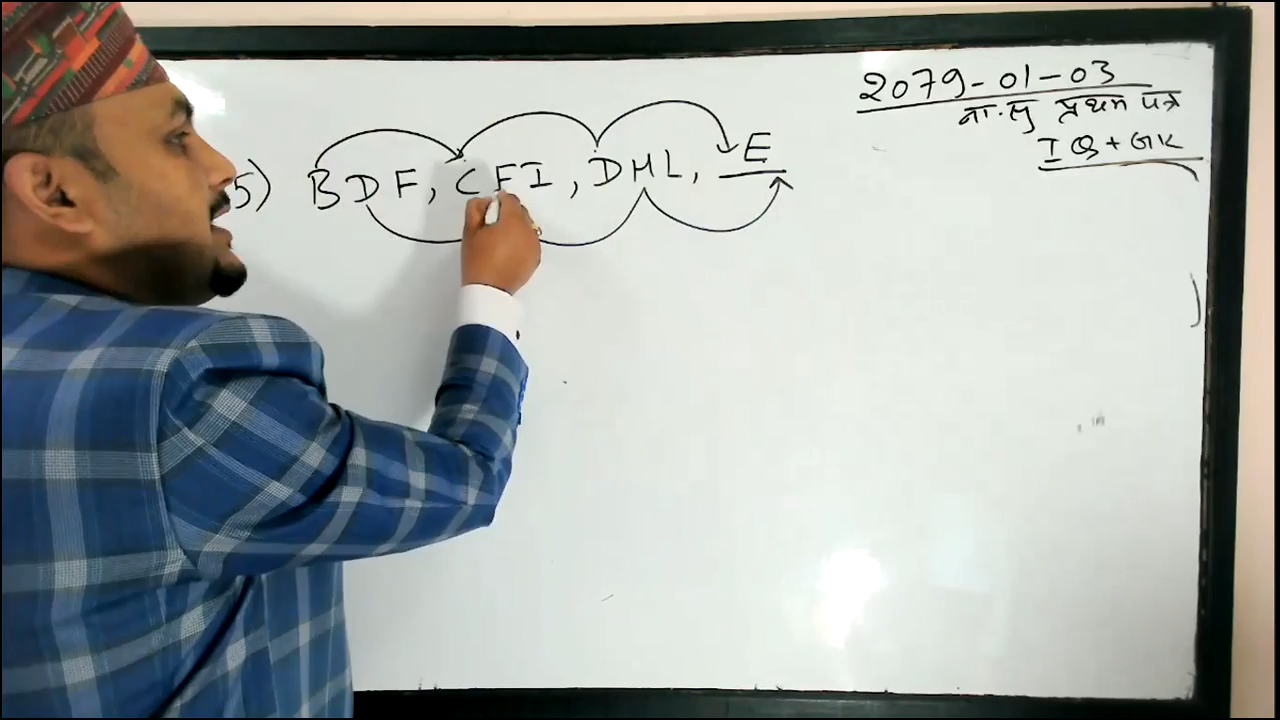 2079-01-03
ना.सु प्रथम पत्र
IQ+GK
5) BDF, CFI, DHL, E